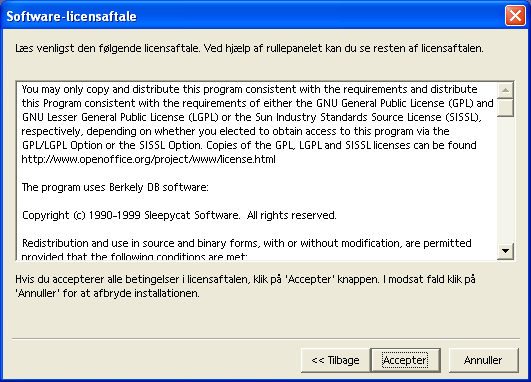 Software-licensaftale
Læs venligst den følgende licensaftale. Ved hjælp af rullepanelet kan du se resten af licensaftalen.
You may only copy and distribute this program consistent with the requirements and distribute
this Program consistent with the requirements of either the GNU General Public License (GPL) and
GNU Lesser General Public License (LGPL) or the Sun Industry Standards Source License (SISSL),
respectively, depending on whether you elected to obtain access to this program via the
GPL/LGPL Option or the SISSL Option. Copies of the GPL, LGPL and SISSL licenses can be found
http://www.openoffice.org/project/www/license.html
The program uses Berkely DB software:
Copyright (c) 1990-1999 Sleepycat Software.  All rights reserved.
Redistribution and use in source and binary forms, with or without modification, are permitted
provided that the following conditions are met:
Hvis du accepterer alle betingelser i licensaftalen, klik på 'Accepter' knappen. I modsat fald klik på
'Annuller' for at afbryde installationen.
<< Tilbage
Accepter
Annuller